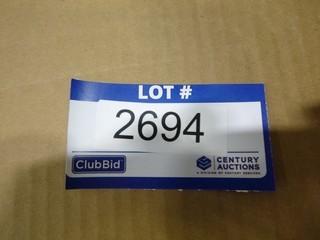 LOT #
2694
ClubBid
CENTURY
AUCTIONS
A DIVISION OF CENTURY SERVICES